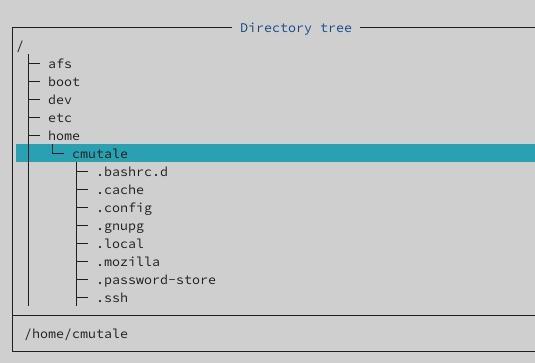 Directory tree
/
afs
boot
dev
etc
home
cmutale
.bashrc.d
.cache
.config
.gnupg
.local
.mozilla
.password-store
.ssh
/home/cmutale